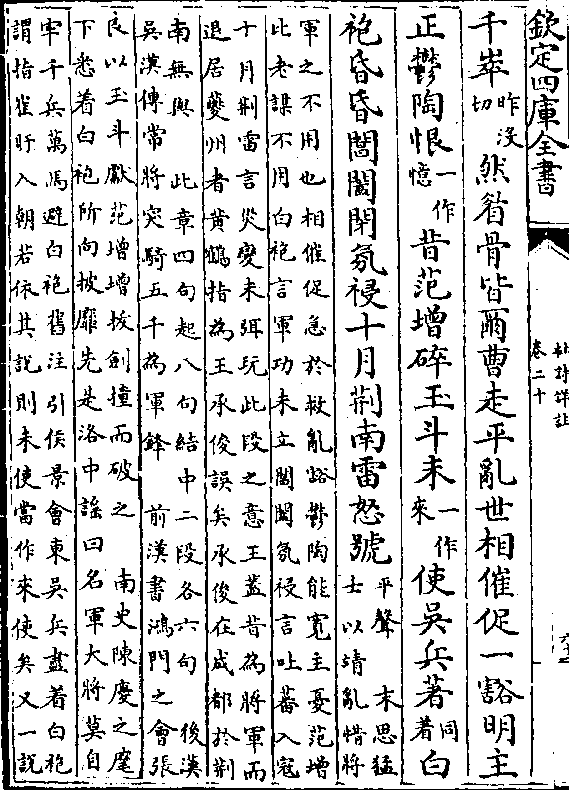 欽定四庫全書
杜詩詳註
卷二十
千崒昨沒切然眢骨皆爾曹走平亂世相催促一豁明主
正鬱陶恨一作憶昔范增碎玉斗未一作來使吳兵著同着白
袍昏昏閶闔閉氛祲十月荆南雷怒號平聲 末思猛士以靖亂惜將
軍之不用也相催促急於救亂豁鬱陶能寬主憂范增
此老謀不用白袍言軍功未立閶闔氛祲言吐蕃入寇
十月荆雷言災變未弭玩此段之意王蓋昔為將軍而
退居夔州者黄鶴指為王承俊誤矣承俊在成都於荆
南無與 此章四句起八句結中二段各六句 後漢
吳漢傳常將突騎五千為軍鋒 前漢書鴻門之會張
良以玉斗獻范增增拔劍撞而破之 南史陳慶之麾
下悉着白袍所向披靡先是洛中謡曰名軍大將莫自
牢千兵萬馬避白袍舊注引侯景會東吳兵盡着白袍
謂指崔旰入朝若依其説則未使當作來使矣又一説